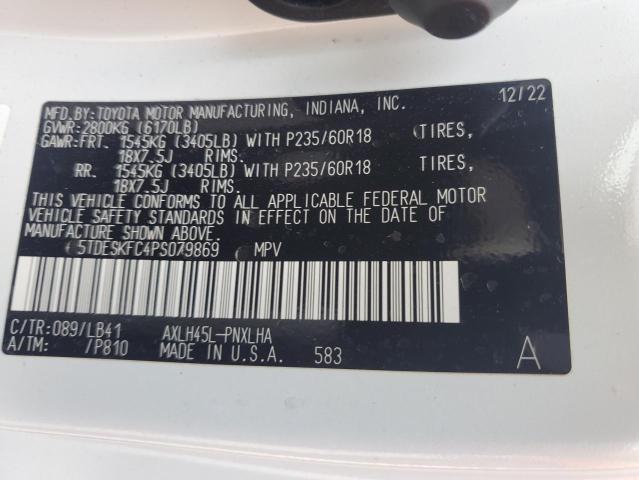 MFD.BY:TOYOTA MOTOR MANUFACTURING, INDIANA, INC. 12/22
GVWR:2800KG (6170LB)
GAWR:FRT. 1545KG (3405LB) WITH P235/60R18 TIRES,
18X7.5J RIMS.
RR. 1545KG (3405LB) WITH P235/60R18 TIRES,
18X7.5J RIMS.
THIS VEHICLE CONFORMS TO ALL APPLICABLE FEDERAL MOTOR
VEHICLE SAFETY STANDARDS IN EFFECT ON THE DATE OF
MANUFACTURE SHOWN ABOVE.
5TDESKFC4PS079869 MPV
C/TR:089/LB41 AXLH45L-PNXLHA
A/TM: /P810 MADE IN U.S.A. 583 A